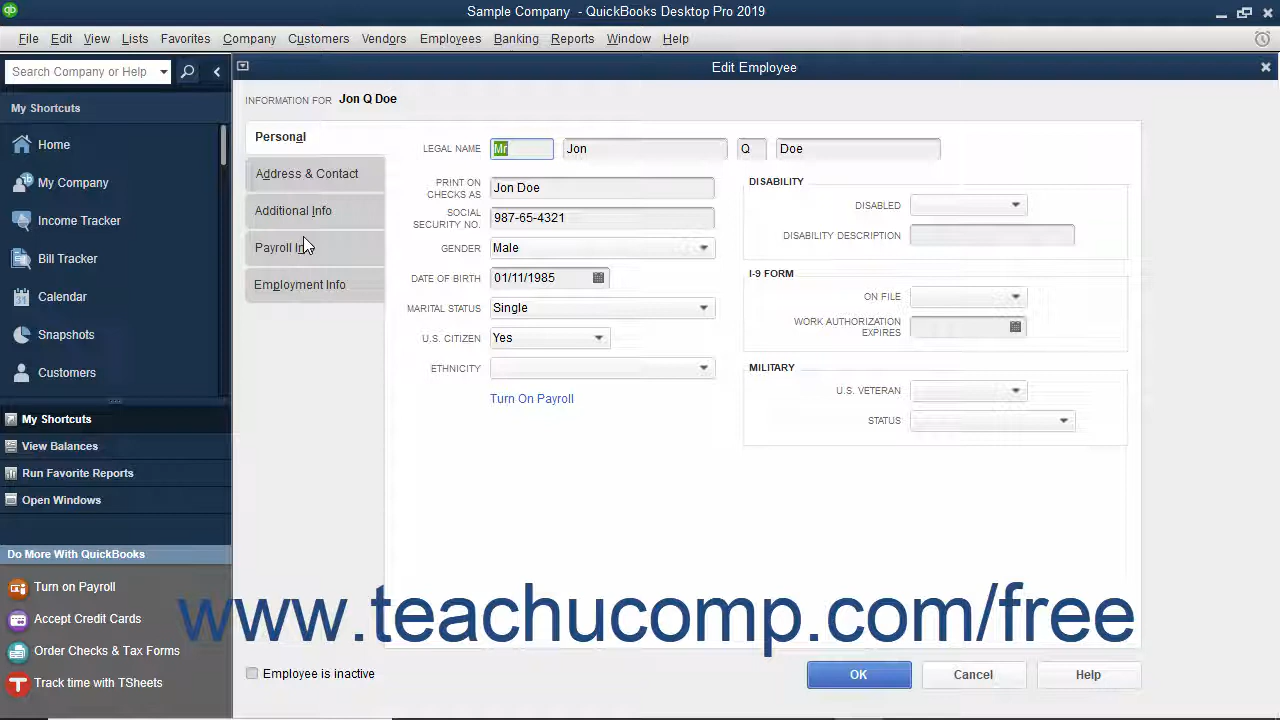 Sample Company - QuickBooks Desktop Pro 2019
File Edit View Lists Favorites Company Customers Vendors Employees Banking Reports Window Help
Search Company or Help
Edit Employee
My Shortcuts
Home
My Company
Income Tracker
Bill Tracker
Calendar
Snapshots
Customers
My Shortcuts
View Balances
Run Favorite Reports
Open Windows
Do More With QuickBooks
Turn on Payroll
Accept Credit Cards
Order Checks & Tax Forms
Track time with TSheets
INFORMATION FOR Jon Q Doe
Personal
Address & Contact
Additional Info
Payroll In
Employment Info
LEGAL NAME Mr Jon Q Doe
PRINT ON
CHECKS AS Jon Doe
SOCIAL
SECURITY NO. 987-65-4321
GENDER Male
DATE OF BIRTH 01/11/1985
MARITAL STATUS Single
U.S. CITIZEN Yes
ETHNICITY
Turn On Payroll
DISABILITY
DISABLED
DISABILITY DESCRIPTION
I-9 FORM
ON FILE
WORK AUTHORIZATION
EXPIRES
MILITARY
U.S. VETERAN
STATUS
www.teachucomp.com/free
Employee is inactive
OK Cancel Help